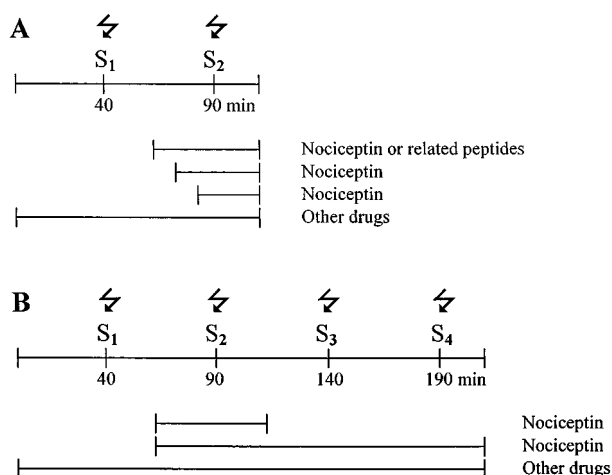 A
S₁ S₂
40 90 min
Nociceptin or related peptides
Nociceptin
Nociceptin
Other drugs
B
S₁ S₂ S₃ S₄
40 90 140 190 min
Nociceptin
Nociceptin
Other drugs